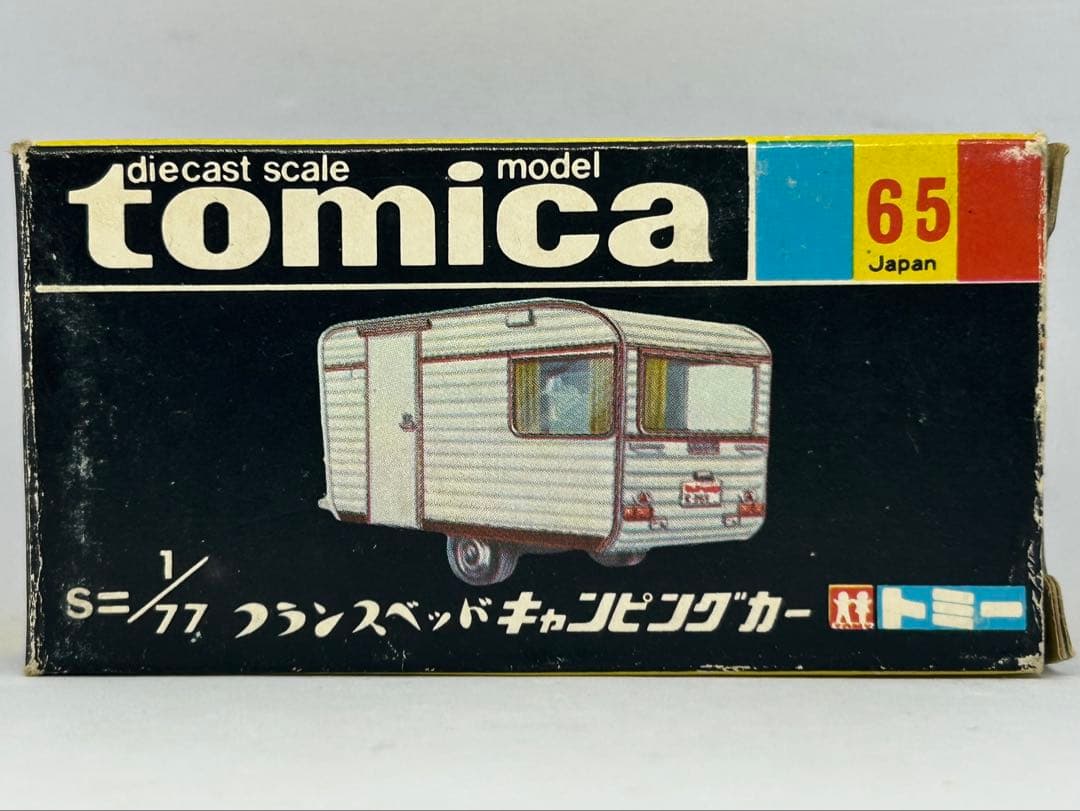 diecast scale model
tomica
65
Japan
S=1/77 フランスベッド キャンピングカー
TOMY トミー